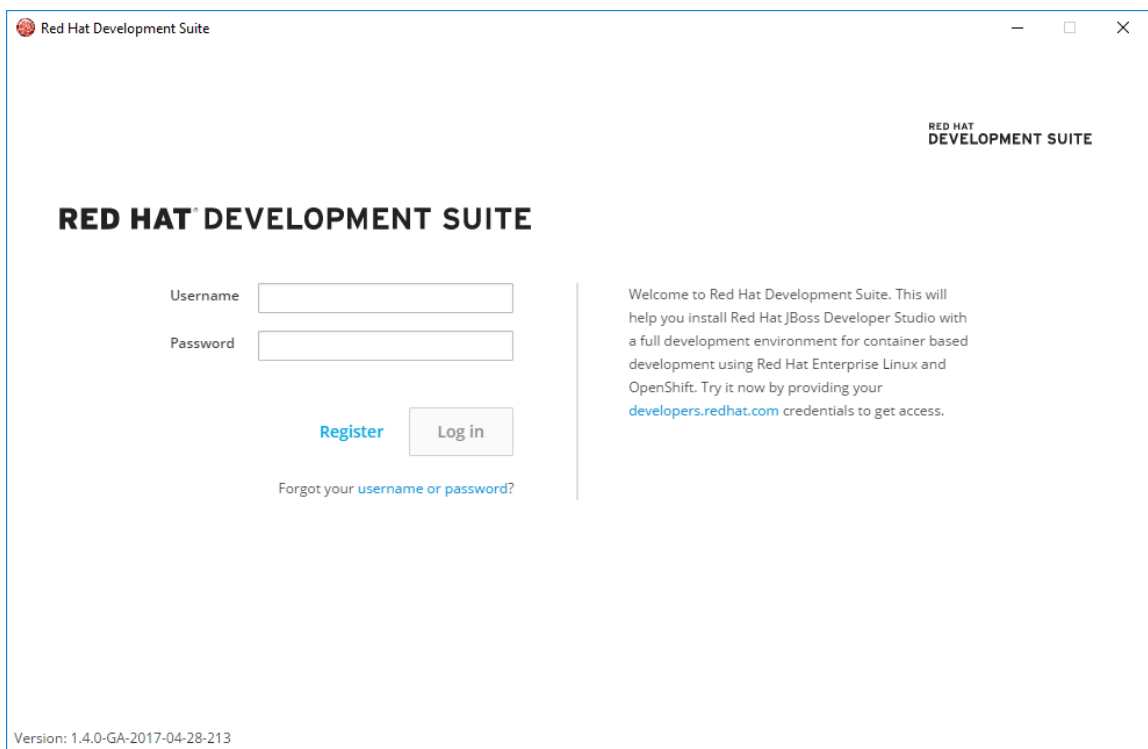 Red Hat Development Suite
RED HAT
DEVELOPMENT SUITE
RED HAT® DEVELOPMENT SUITE
Username
Password
Register Log in
Forgot your username or password?
Welcome to Red Hat Development Suite. This will
help you install Red Hat JBoss Developer Studio with
a full development environment for container based
development using Red Hat Enterprise Linux and
OpenShift. Try it now by providing your
developers.redhat.com credentials to get access.
Version: 1.4.0-GA-2017-04-28-213